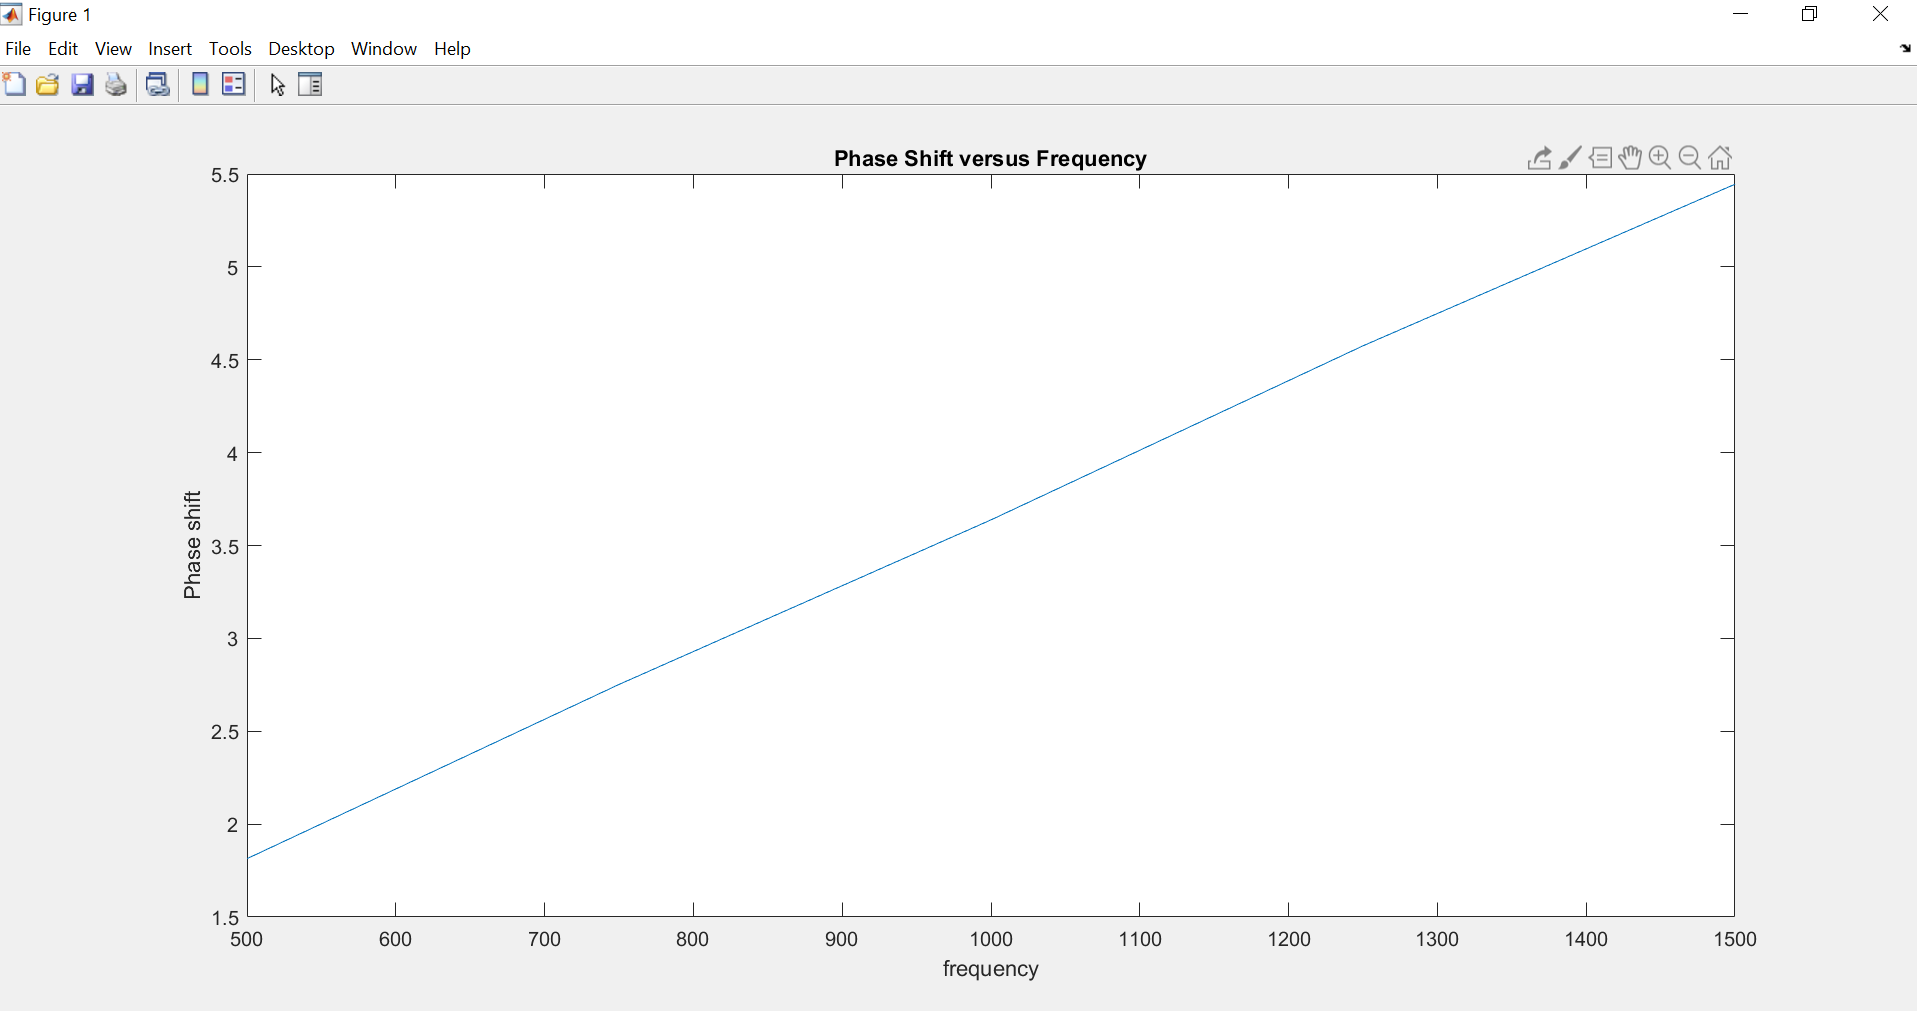 Figure 1
File Edit View Insert Tools Desktop Window Help
Phase Shift versus Frequency
5.5
5
4.5
4
3.5
3
2.5
2
1.5
Phase shift
500 600 700 800 900 1000 1100 1200 1300 1400 1500
frequency